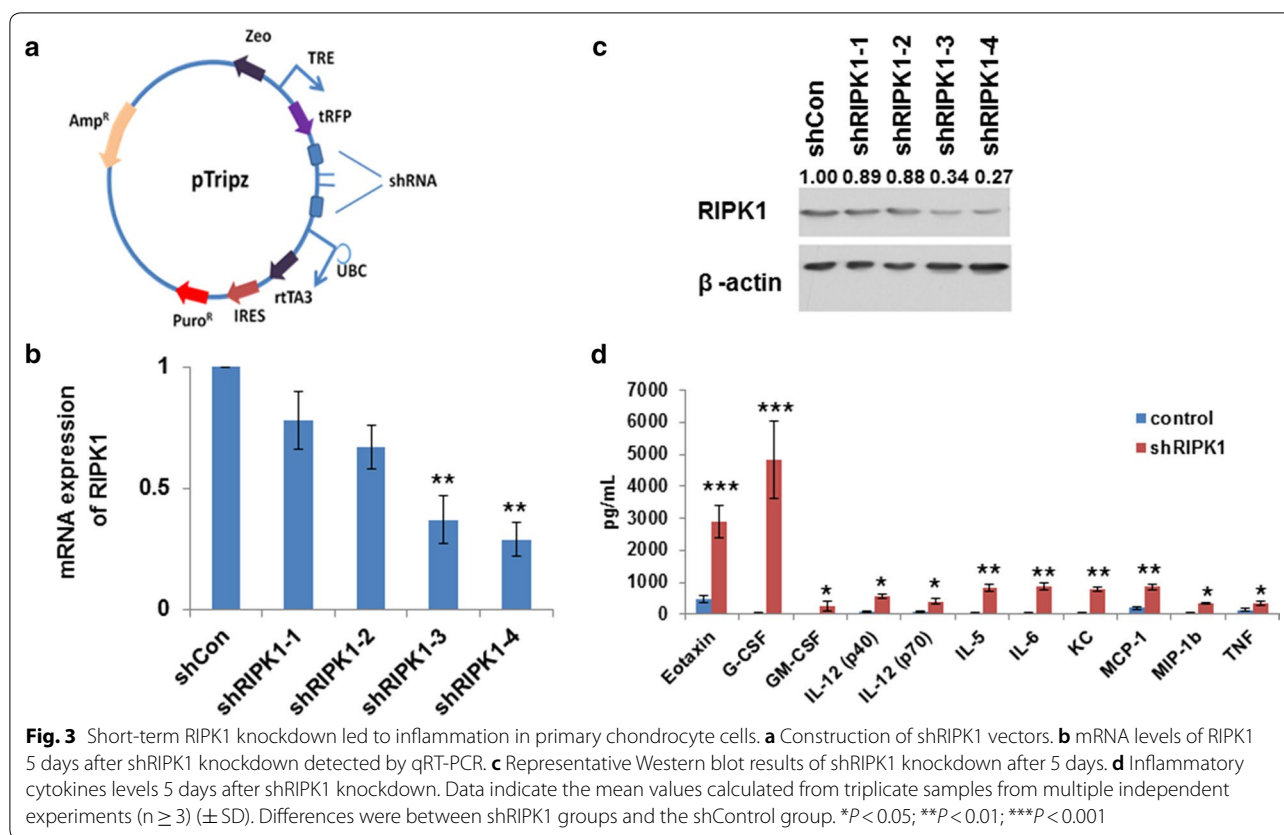 a
Zeo
TRE
tRFP
Amp^R
pTripz
shRNA
UBC
rtTA3
IRES
Puro^R
b
mRNA expression
of RIPK1
1
0.5
0
**
**
shCon
shRIPK1-1
shRIPK1-2
shRIPK1-3
shRIPK1-4
c
shCon
shRIPK1-1
shRIPK1-2
shRIPK1-3
shRIPK1-4
1.00 0.89 0.88 0.34 0.27
RIPK1
β -actin
d
pg/mL
7000
6000
5000
4000
3000
2000
1000
0
control
shRIPK1
***
***
*
*
*
**
**
**
**
*
*
Eotaxin
G-CSF
GM-CSF
IL-12 (p40)
IL-12 (p70)
IL-5
IL-6
KC
MCP-1
MIP-1b
TNF
Fig. 3 Short-term RIPK1 knockdown led to inflammation in primary chondrocyte cells. a Construction of shRIPK1 vectors. b mRNA levels of RIPK1
5 days after shRIPK1 knockdown detected by qRT-PCR. c Representative Western blot results of shRIPK1 knockdown after 5 days. d Inflammatory
cytokines levels 5 days after shRIPK1 knockdown. Data indicate the mean values calculated from triplicate samples from multiple independent
experiments (n ≥ 3) (± SD). Differences were between shRIPK1 groups and the shControl group. *P < 0.05; **P < 0.01; ***P < 0.001